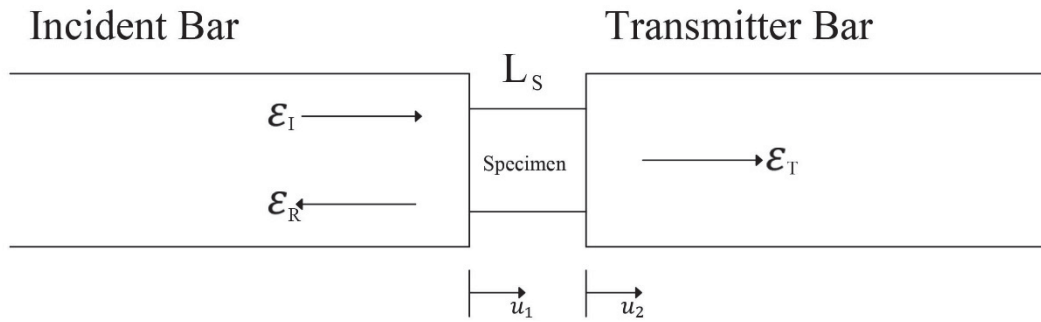 Incident Bar
Transmitter Bar
L_S
ε_I
Specimen
ε_T
ε_R
u_1
u_2